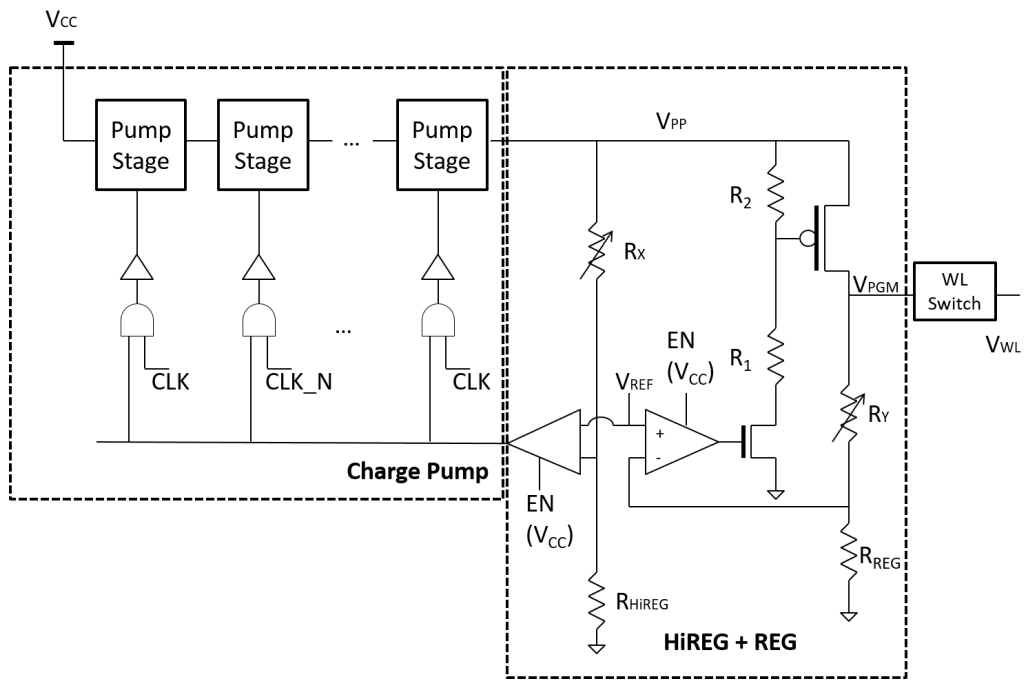 VCC
Pump Stage
Pump Stage
...
Pump Stage
VPP
R2
RX
VPGM
WL Switch
VWL
...
CLK
CLK_N
CLK
EN (VCC)
R1
VREF
RY
+
-
Charge Pump
EN (VCC)
RREG
RHiREG
HiREG + REG